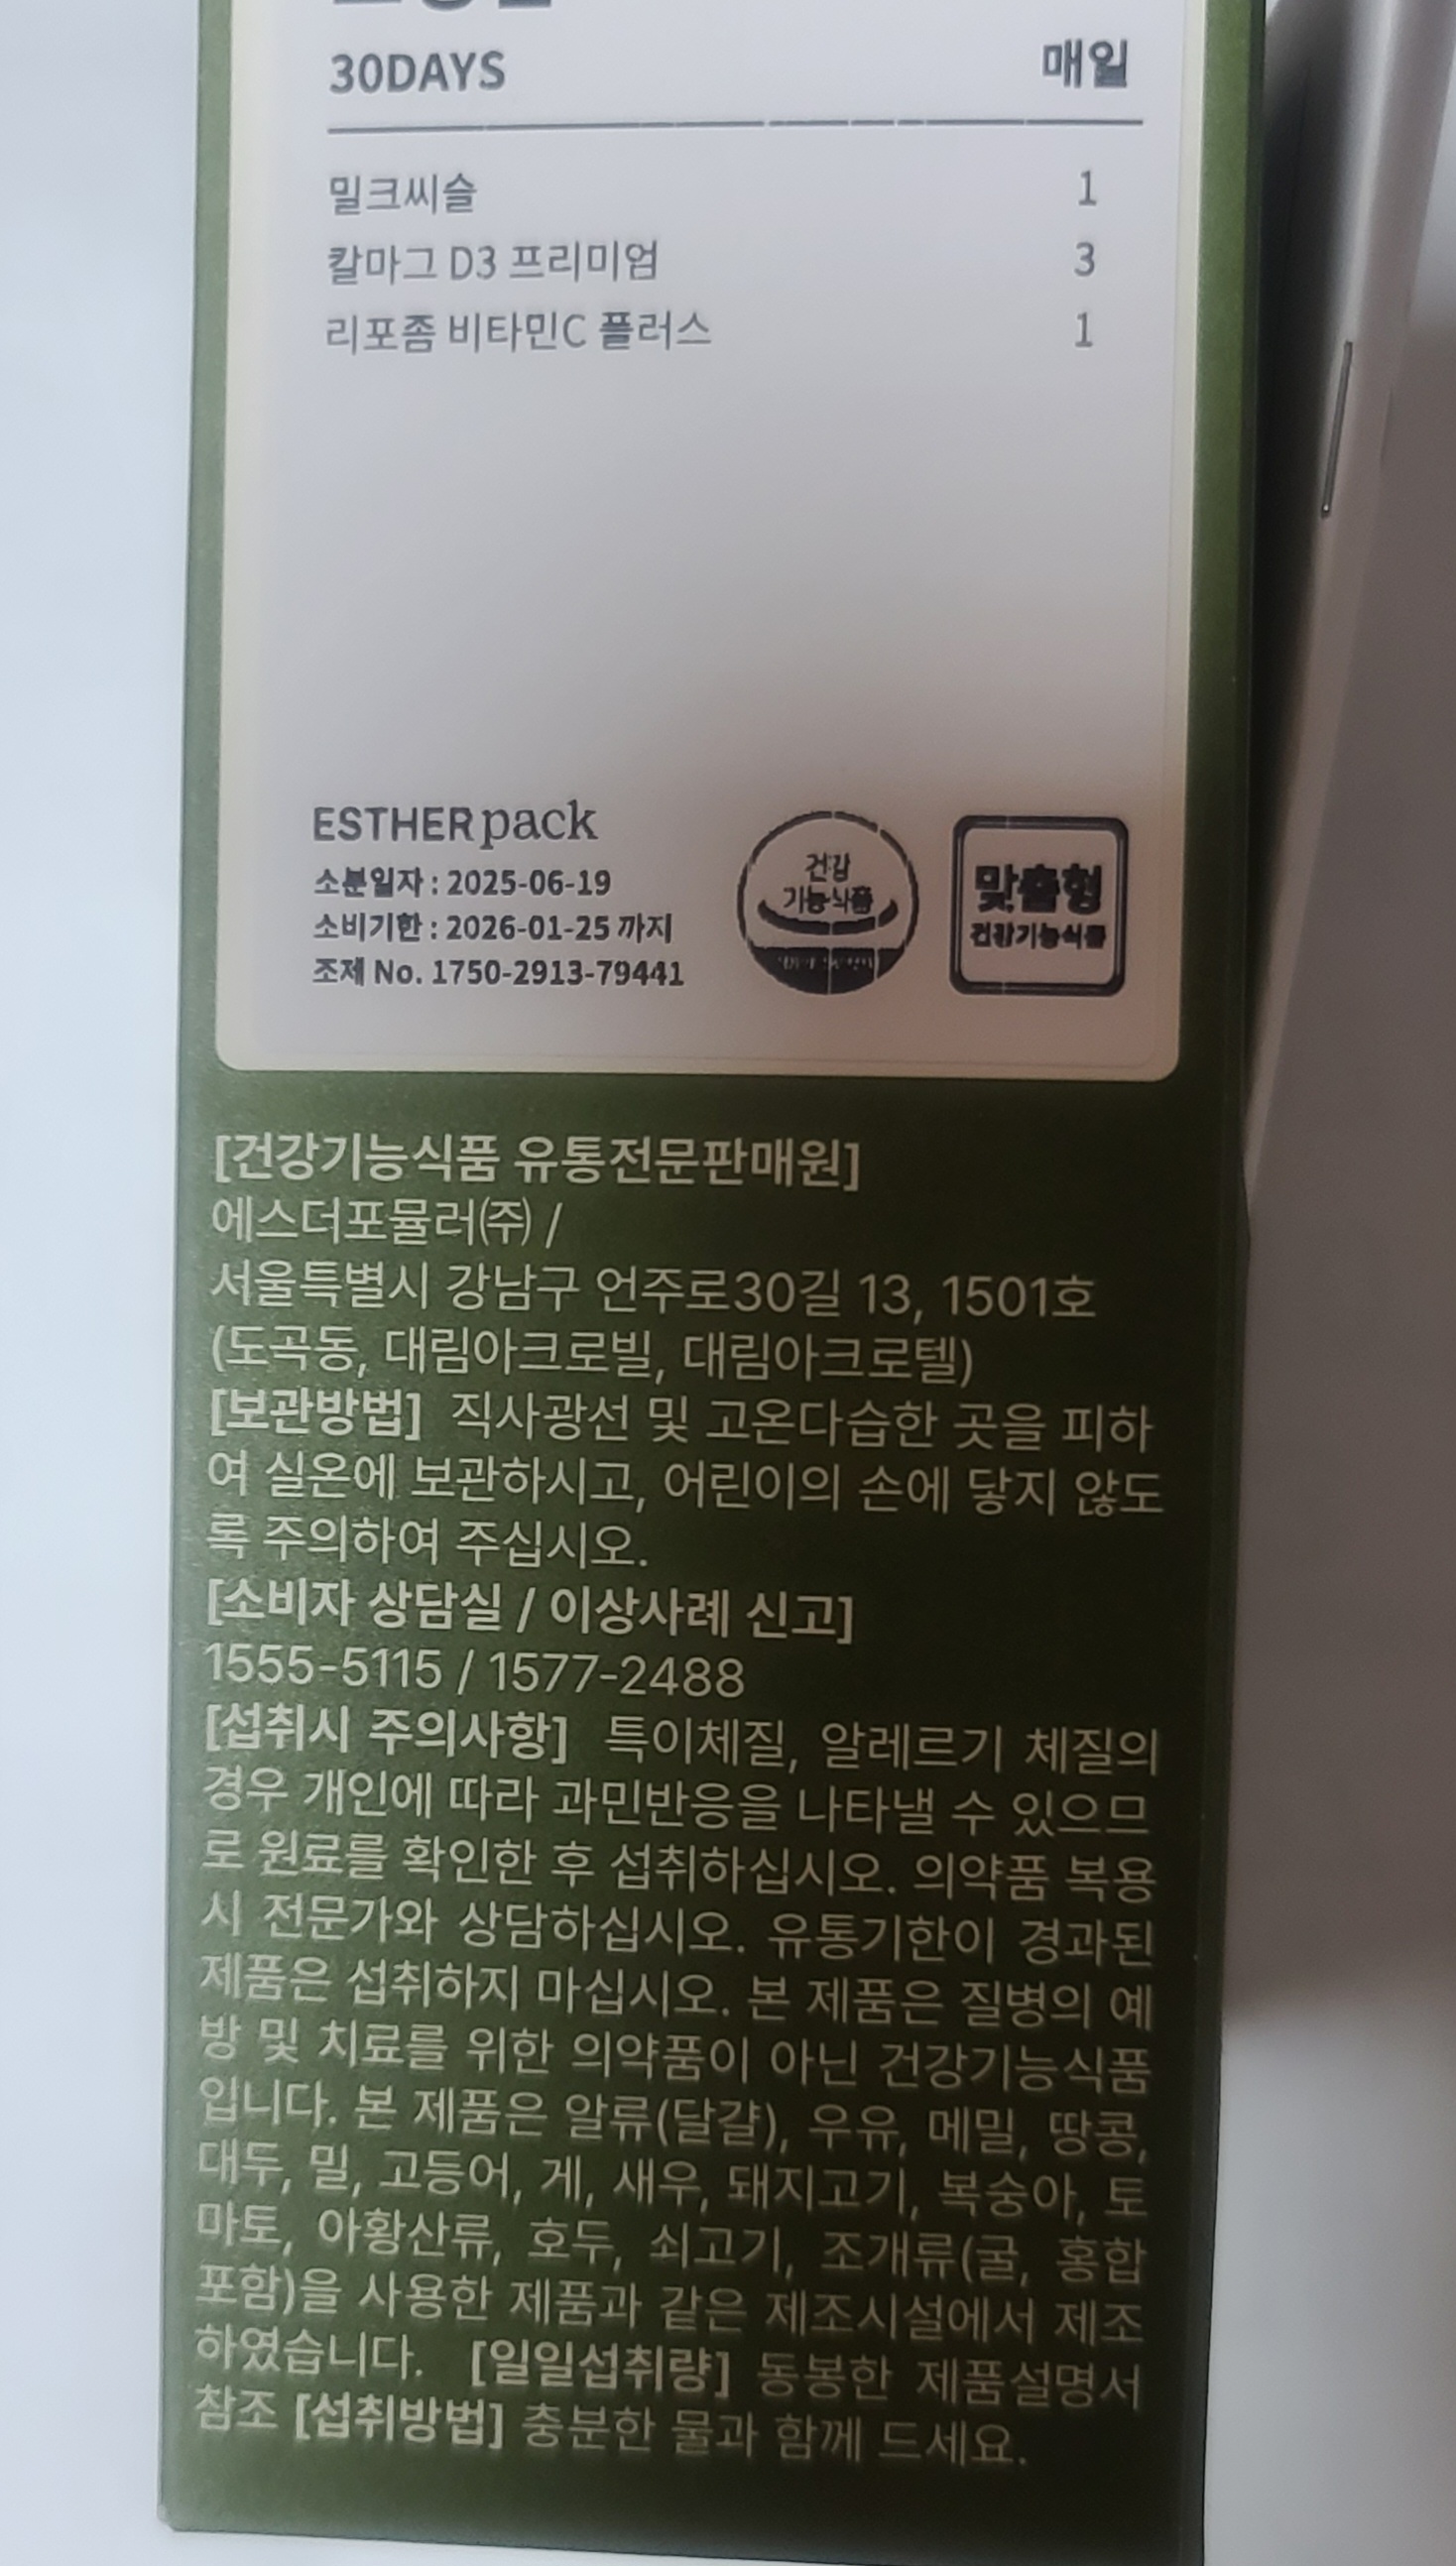 30DAYS 매일
밀크씨슬 1
칼마그 D3 프리미엄 3
리포좀 비타민C 플러스 1
ESTHER pack
소분일자 : 2025-06-19
소비기한 : 2026-01-25 까지
조제 No. 1750-2913-79441
건강
기능식품
맞춤형
건강기능식품
[건강기능식품 유통전문판매원]
에스더포뮬러㈜ /
서울특별시 강남구 언주로30길 13, 1501호
(도곡동, 대림아크로빌, 대림아크로텔)
[보관방법] 직사광선 및 고온다습한 곳을 피하
여 실온에 보관하시고, 어린이의 손에 닿지 않도
록 주의하여 주십시오.
[소비자 상담실 / 이상사례 신고]
1555-5115 / 1577-2488
[섭취시 주의사항] 특이체질, 알레르기 체질의
경우 개인에 따라 과민반응을 나타낼 수 있으므
로 원료를 확인한 후 섭취하십시오. 의약품 복용
시 전문가와 상담하십시오. 유통기한이 경과된
제품은 섭취하지 마십시오. 본 제품은 질병의 예
방 및 치료를 위한 의약품이 아닌 건강기능식품
입니다. 본 제품은 알류(달걀), 우유, 메밀, 땅콩,
대두, 밀, 고등어, 게, 새우, 돼지고기, 복숭아, 토
마토, 아황산류, 호두, 쇠고기, 조개류(굴, 홍합
포함)을 사용한 제품과 같은 제조시설에서 제조
하였습니다. [일일섭취량] 동봉한 제품설명서
참조 [섭취방법] 충분한 물과 함께 드세요.